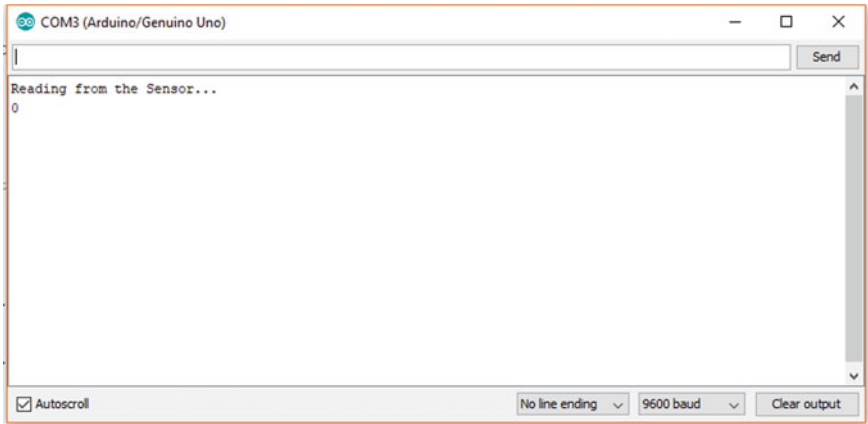 COM3 (Arduino/Genuino Uno)
Send
Reading from the Sensor...
0
Autoscroll
No line ending
9600 baud
Clear output